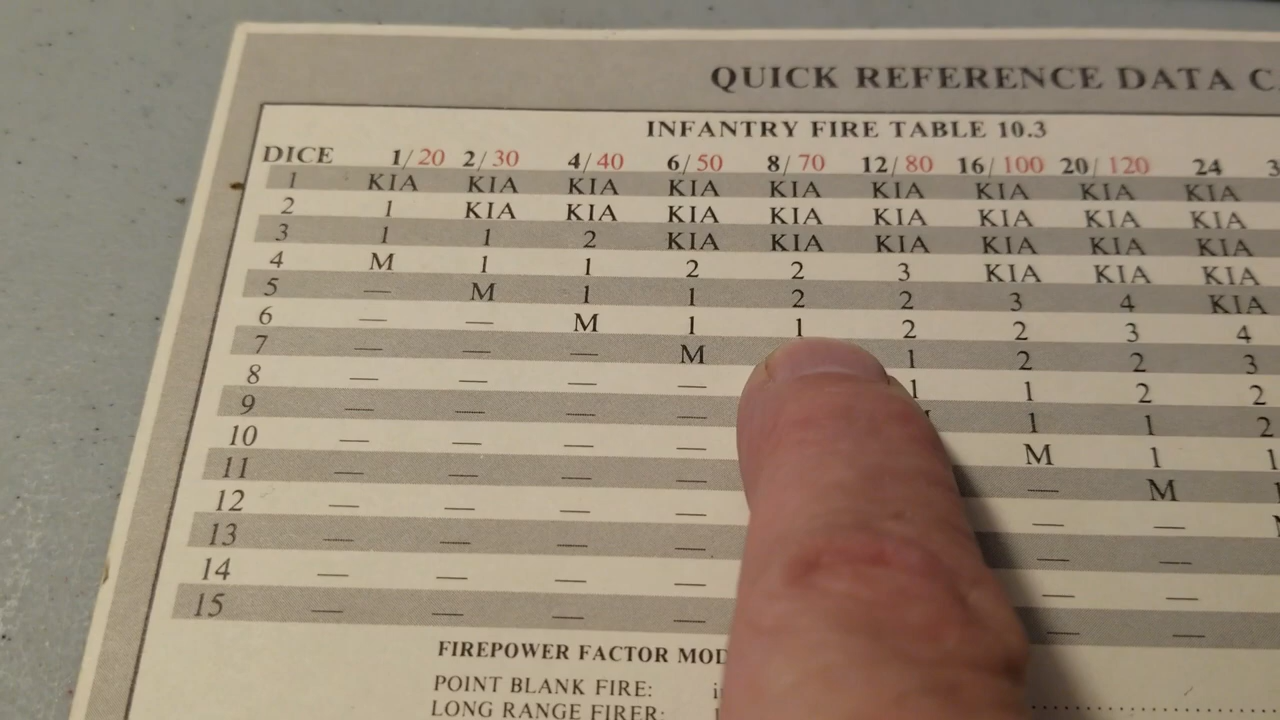 QUICK REFERENCE DATA
INFANTRY FIRE TABLE 10.3
DICE 1/20 2/30 4/40 6/50 8/70 12/80 16/100 20/120 24
1 KIA KIA KIA KIA KIA KIA KIA KIA KIA
2 1 KIA KIA KIA KIA KIA KIA KIA KIA
3 1 1 2 KIA KIA KIA KIA KIA KIA
4 M 1 1 2 2 3 KIA KIA KIA
5 — M 1 1 2 2 3 4 KIA
6 — — M 1 1 2 2 3 4
7 — — — M 1 2 2 3
8 — — — — 1 1 2 2
9 — — — — 1 1 2
10 — — — — M 1 1
11 — — — — — M
12 — — — — — —
13 — — — — — —
14 — — — — — —
15 — — — — — —
FIREPOWER FACTOR
POINT BLANK FIRE:
LONG RANGE FIRER: